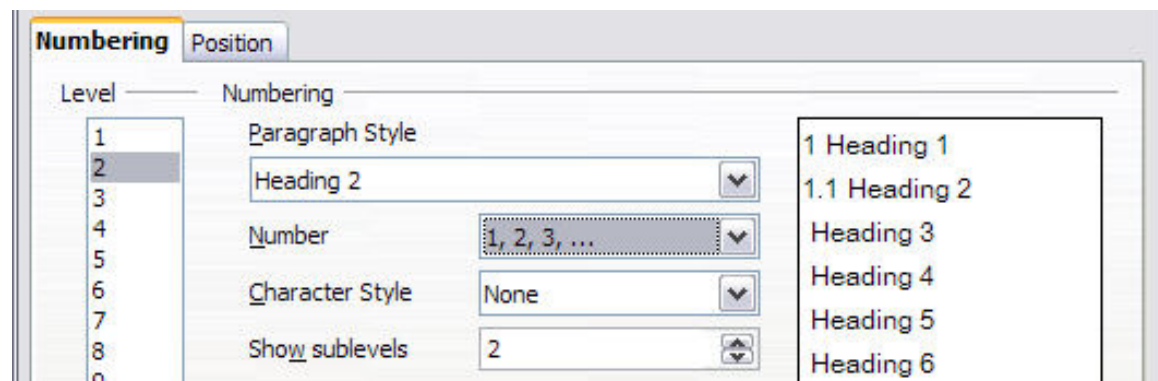 Numbering Position
Level Numbering
1
2
3
4
5
6
7
8
9
Paragraph Style
Heading 2
Number 1, 2, 3, ...
Character Style None
Show sublevels 2
1 Heading 1
1.1 Heading 2
Heading 3
Heading 4
Heading 5
Heading 6